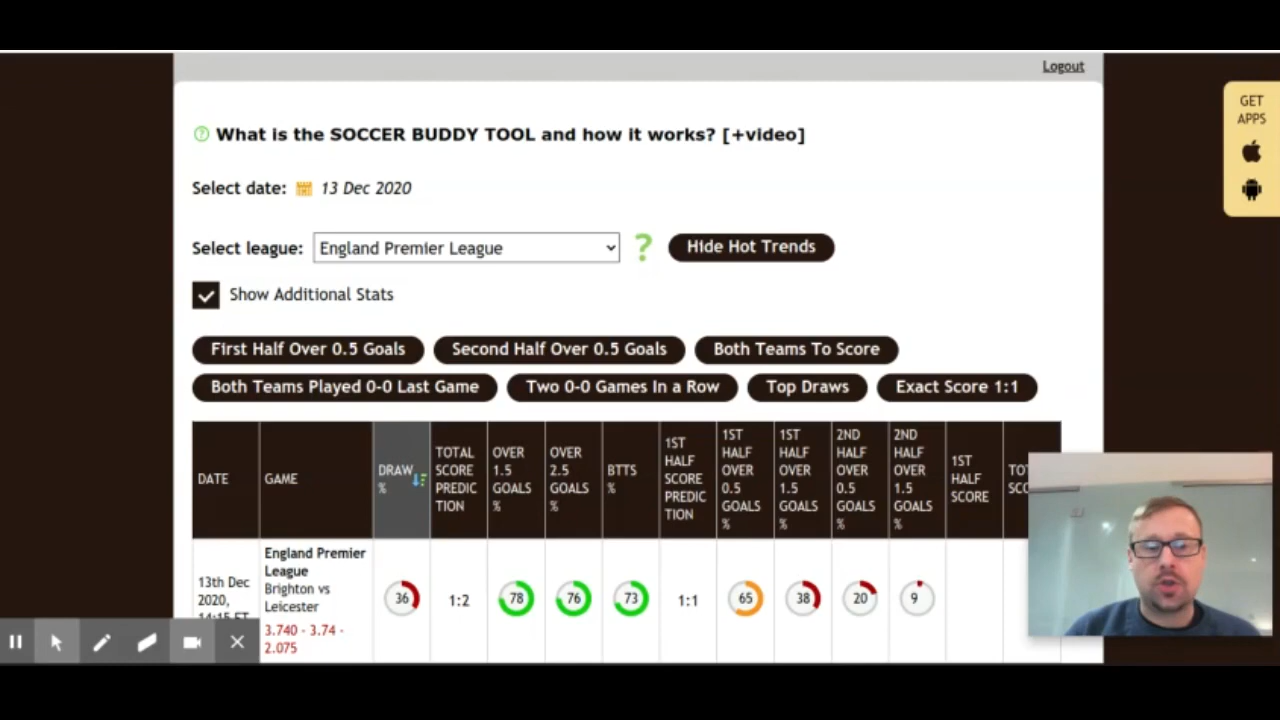 Logout
GET
APPS
What is the SOCCER BUDDY TOOL and how it works? [+video]
Select date: 13 Dec 2020
Select league: England Premier League ? Hide Hot Trends
Show Additional Stats
First Half Over 0.5 Goals Second Half Over 0.5 Goals Both Teams To Score
Both Teams Played 0-0 Last Game Two 0-0 Games In a Row Top Draws Exact Score 1:1
DATE
GAME
DRAW
%
TOTAL
SCORE
PREDIC
TION
OVER
1.5
GOALS
%
OVER
2.5
GOALS
%
BTTS
%
1ST
HALF
SCORE
PREDIC
TION
1ST
HALF
OVER
0.5
GOALS
%
1ST
HALF
OVER
1.5
GOALS
%
2ND
HALF
OVER
0.5
GOALS
%
2ND
HALF
OVER
1.5
GOALS
%
1ST
HALF
SCORE
13th Dec
2020,
England Premier
League
Brighton vs
Leicester
3.740 - 3.74 -
2.075
36
1:2
78
76
73
1:1
65
38
20
9